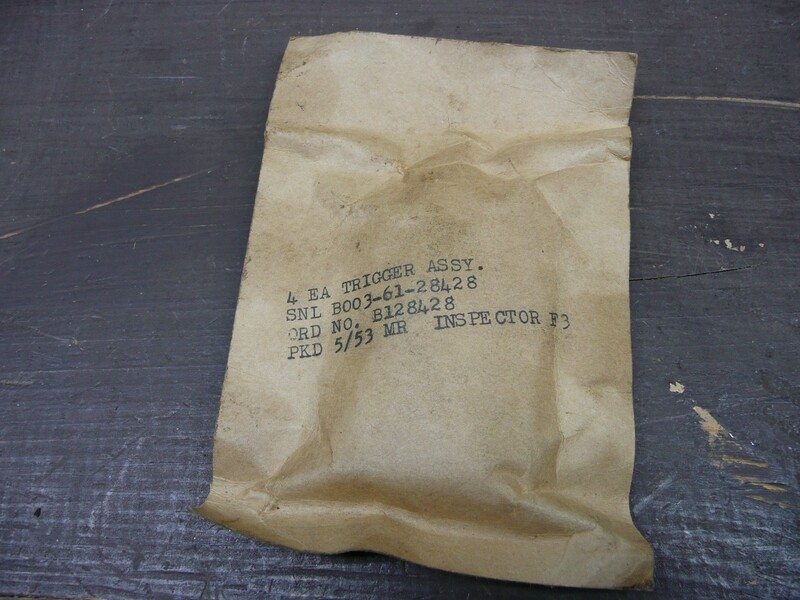 4 EA TRIGGER ASSY.
SNL B003-61-28428
ORD NO. B128428
PKD 5/53 MR INSPECTOR F3